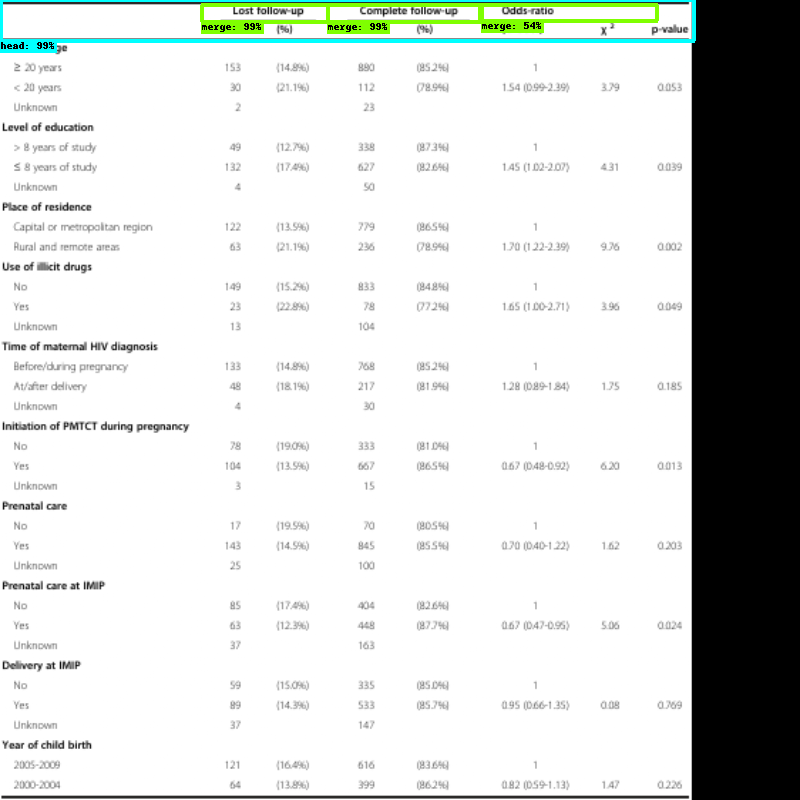 Lost follow-up Complete follow-up Odds-ratio
merge: 99% (%) merge: 99% (%) merge: 54% χ² p-value
head: 99% ge
≥ 20 years 153 (14.8%) 880 (85.2%) 1
< 20 years 30 (21.1%) 112 (78.9%) 1.54 (0.99-2.39) 3.79 0.053
Unknown 2 23
Level of education
> 8 years of study 49 (12.7%) 338 (87.3%) 1
≤ 8 years of study 132 (17.4%) 627 (82.6%) 1.45 (1.02-2.07) 4.31 0.039
Unknown 4 50
Place of residence
Capital or metropolitan region 122 (13.5%) 779 (86.5%) 1
Rural and remote areas 63 (21.1%) 236 (78.9%) 1.70 (1.22-2.39) 9.76 0.002
Use of illicit drugs
No 149 (15.2%) 833 (84.8%) 1
Yes 23 (22.8%) 78 (77.2%) 1.65 (1.00-2.71) 3.96 0.049
Unknown 13 104
Time of maternal HIV diagnosis
Before/during pregnancy 133 (14.8%) 768 (85.2%) 1
At/after delivery 48 (18.1%) 217 (81.9%) 1.28 (0.89-1.84) 1.75 0.185
Unknown 4 30
Initiation of PMTCT during pregnancy
No 78 (19.0%) 333 (81.0%) 1
Yes 104 (13.5%) 667 (86.5%) 0.67 (0.48-0.92) 6.20 0.013
Unknown 3 15
Prenatal care
No 17 (19.5%) 70 (80.5%) 1
Yes 143 (14.5%) 845 (85.5%) 0.70 (0.40-1.22) 1.62 0.203
Unknown 25 100
Prenatal care at IMIP
No 85 (17.4%) 404 (82.6%) 1
Yes 63 (12.3%) 448 (87.7%) 0.67 (0.47-0.95) 5.06 0.024
Unknown 37 163
Delivery at IMIP
No 59 (15.0%) 335 (85.0%) 1
Yes 89 (14.3%) 533 (85.7%) 0.95 (0.66-1.35) 0.08 0.769
Unknown 37 147
Year of child birth
2005-2009 121 (16.4%) 616 (83.6%) 1
2000-2004 64 (13.8%) 399 (86.2%) 0.82 (0.59-1.13) 1.47 0.226